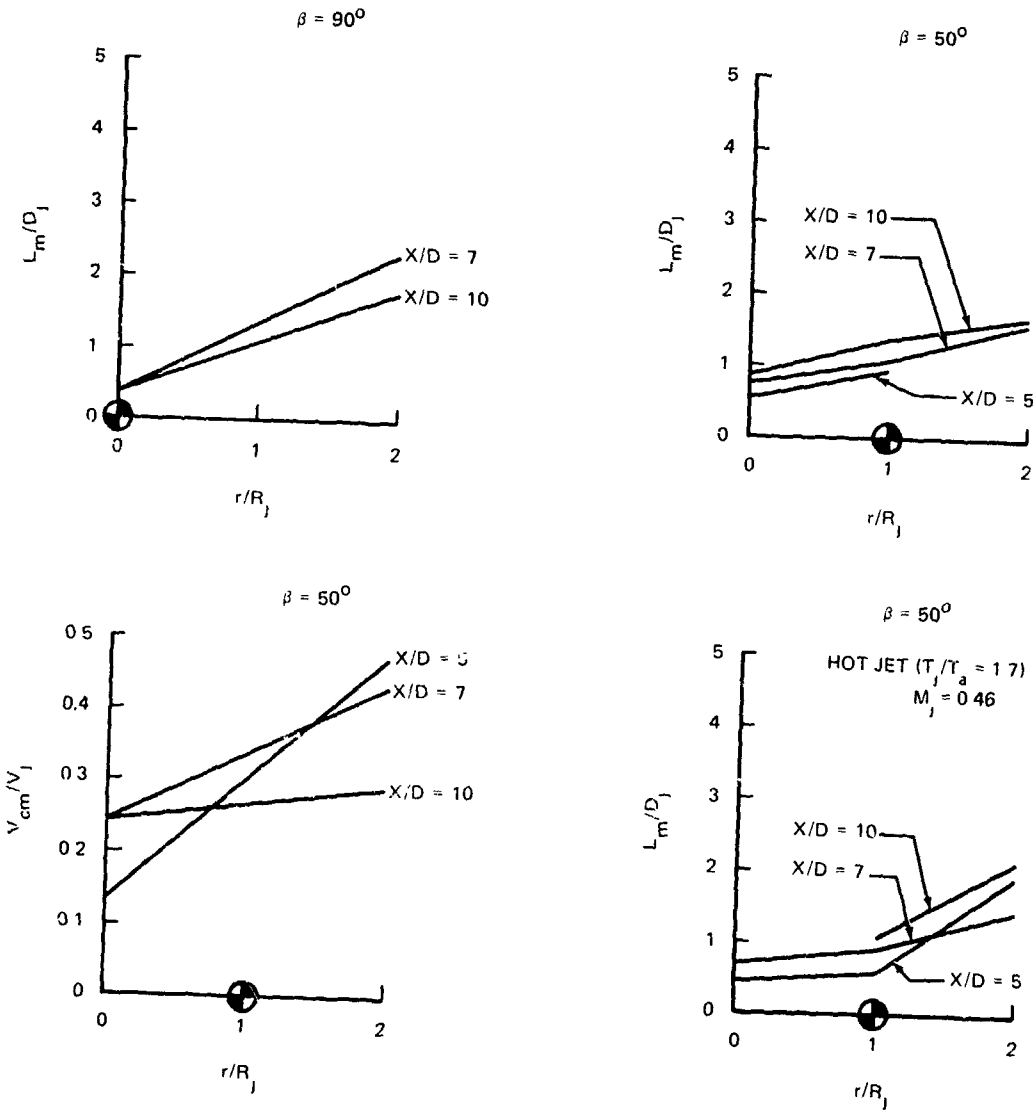 β = 90°
5
4
3
2
1
0
L_m/D_j
X/D = 7
X/D = 10
0
1
2
r/R_j
β = 50°
5
4
3
2
1
0
L_m/D_j
X/D = 10
X/D = 7
X/D = 5
0
1
2
r/R_j
β = 50°
0 5
0.4
0.3
0 2
0 1
0
V_cm/V_j
X/D = 5
X/D = 7
X/D = 10
0
1
2
r/R_j
β = 50°
HOT JET (T_j/T_a = 1 7)
M_j = 0 46
5
4
3
2
1
0
L_m/D_j
X/D = 10
X/D = 7
X/D = 5
0
1
2
r/R_j